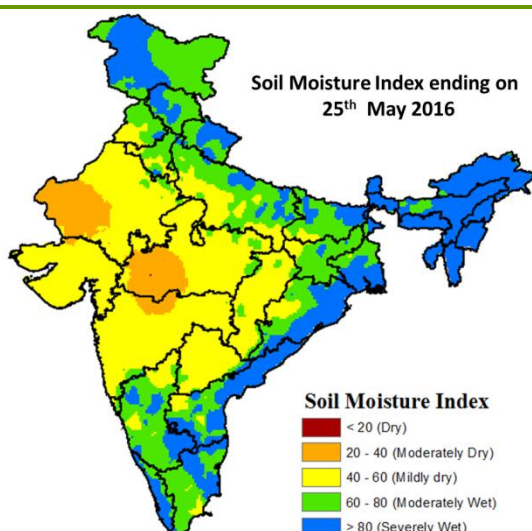 Soil Moisture Index ending on
25th May 2016
Soil Moisture Index
< 20 (Dry)
20 - 40 (Moderately Dry)
40 - 60 (Mildly dry)
60 - 80 (Moderately Wet)
> 80 (Severely Wet)